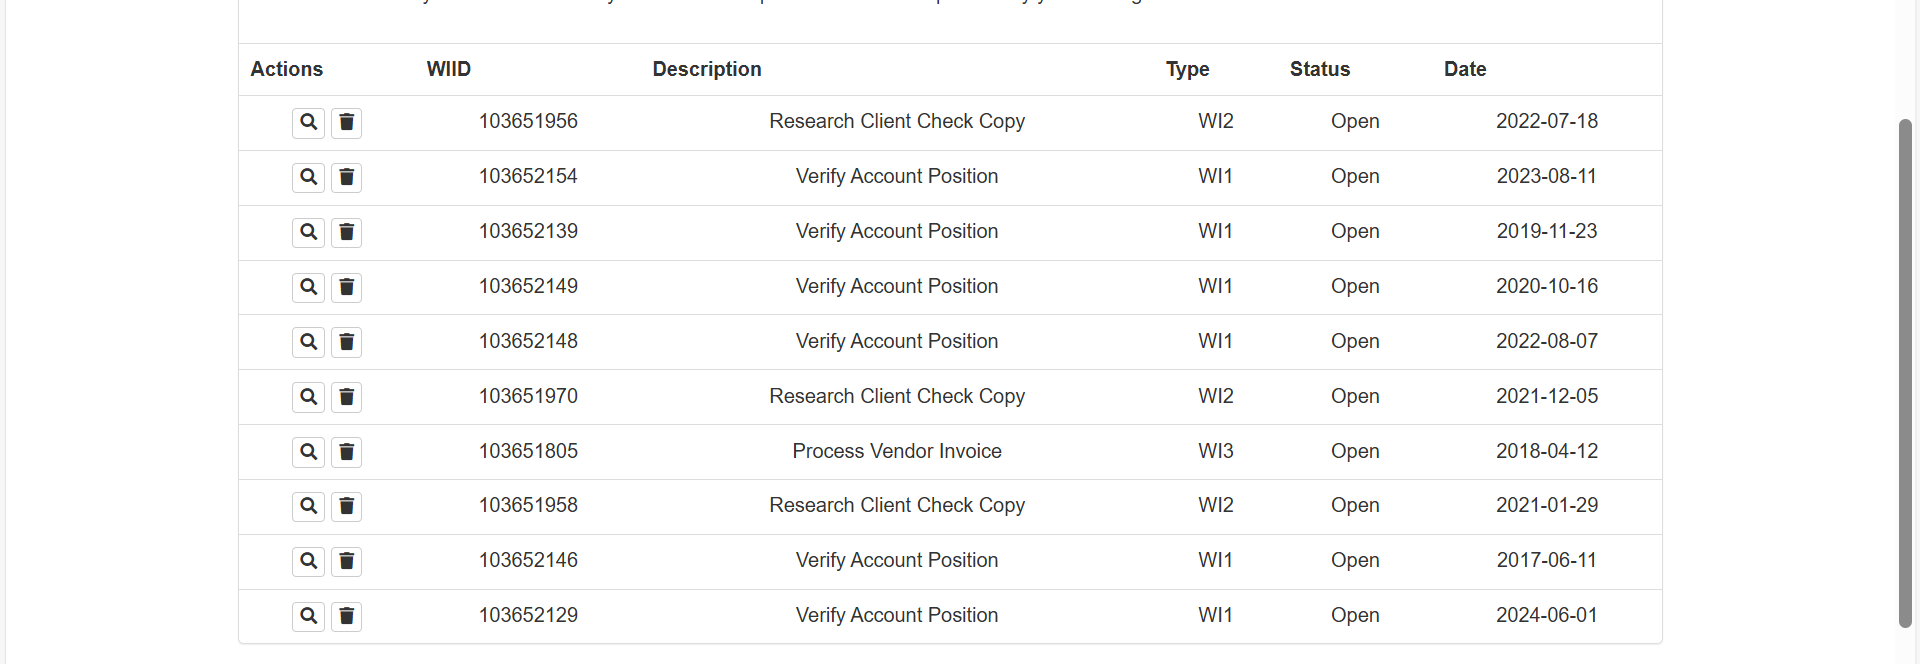 Actions WIID Description Type Status Date
103651956 Research Client Check Copy WI2 Open 2022-07-18
103652154 Verify Account Position WI1 Open 2023-08-11
103652139 Verify Account Position WI1 Open 2019-11-23
103652149 Verify Account Position WI1 Open 2020-10-16
103652148 Verify Account Position WI1 Open 2022-08-07
103651970 Research Client Check Copy WI2 Open 2021-12-05
103651805 Process Vendor Invoice WI3 Open 2018-04-12
103651958 Research Client Check Copy WI2 Open 2021-01-29
103652146 Verify Account Position WI1 Open 2017-06-11
103652129 Verify Account Position WI1 Open 2024-06-01